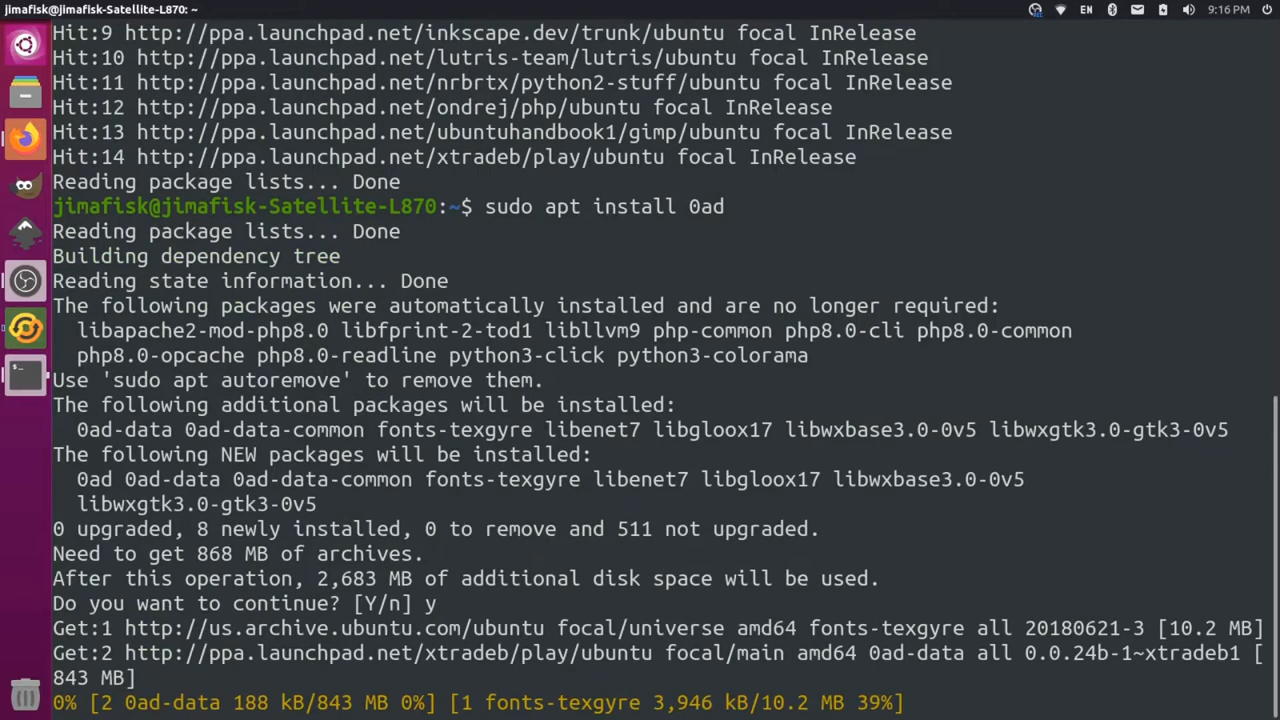 jimafisk@jimafisk-Satellite-L870: ~
EN
9:16 PM
Hit:9 http://ppa.launchpad.net/inkscape.dev/trunk/ubuntu focal InRelease
Hit:10 http://ppa.launchpad.net/lutris-team/lutris/ubuntu focal InRelease
Hit:11 http://ppa.launchpad.net/nrbrtx/python2-stuff/ubuntu focal InRelease
Hit:12 http://ppa.launchpad.net/ondrej/php/ubuntu focal InRelease
Hit:13 http://ppa.launchpad.net/ubuntuhandbook1/gimp/ubuntu focal InRelease
Hit:14 http://ppa.launchpad.net/xtradeb/play/ubuntu focal InRelease
Reading package lists... Done
jimafisk@jimafisk-Satellite-L870:~$ sudo apt install 0ad
Reading package lists... Done
Building dependency tree
Reading state information... Done
The following packages were automatically installed and are no longer required:
libapache2-mod-php8.0 libfprint-2-tod1 libllvm9 php-common php8.0-cli php8.0-common
php8.0-opcache php8.0-readline python3-click python3-colorama
Use 'sudo apt autoremove' to remove them.
The following additional packages will be installed:
0ad-data 0ad-data-common fonts-texgyre libenet7 libgloox17 libwxbase3.0-0v5 libwxgtk3.0-gtk3-0v5
The following NEW packages will be installed:
0ad 0ad-data 0ad-data-common fonts-texgyre libenet7 libgloox17 libwxbase3.0-0v5
libwxgtk3.0-gtk3-0v5
0 upgraded, 8 newly installed, 0 to remove and 511 not upgraded.
Need to get 868 MB of archives.
After this operation, 2,683 MB of additional disk space will be used.
Do you want to continue? [Y/n] y
Get:1 http://us.archive.ubuntu.com/ubuntu focal/universe amd64 fonts-texgyre all 20180621-3 [10.2 MB]
Get:2 http://ppa.launchpad.net/xtradeb/play/ubuntu focal/main amd64 0ad-data all 0.0.24b-1~xtradeb1 [
843 MB]
0% [2 0ad-data 188 kB/843 MB 0%] [1 fonts-texgyre 3,946 kB/10.2 MB 39%]